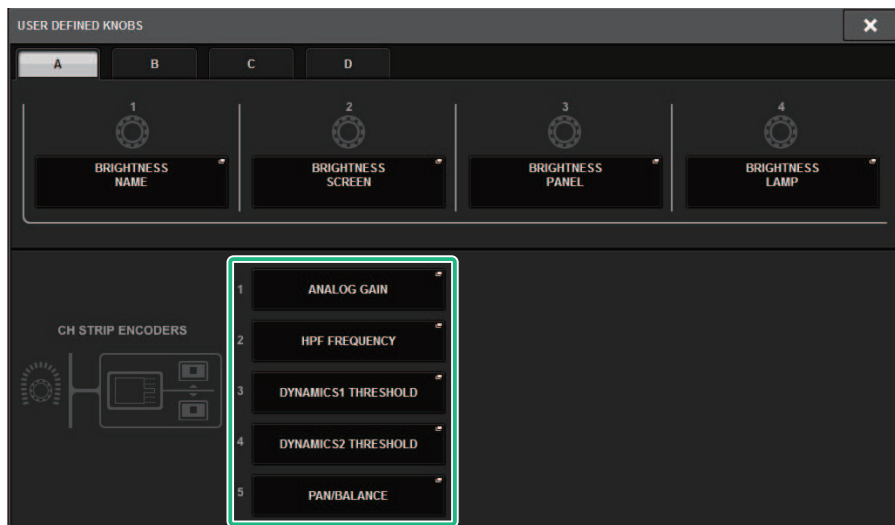 USER DEFINED KNOBS
A
B
C
D
1
2
3
4
BRIGHTNESS
NAME
BRIGHTNESS
SCREEN
BRIGHTNESS
PANEL
BRIGHTNESS
LAMP
CH STRIP ENCODERS
1
ANALOG GAIN
2
HPF FREQUENCY
3
DYNAMICS1 THRESHOLD
4
DYNAMICS2 THRESHOLD
5
PAN/BALANCE